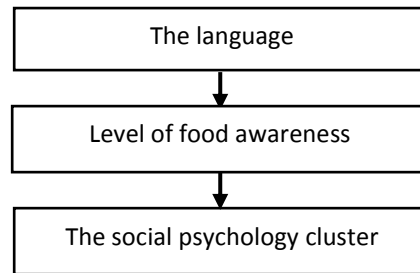 The language
Level of food awareness
The social psychology cluster